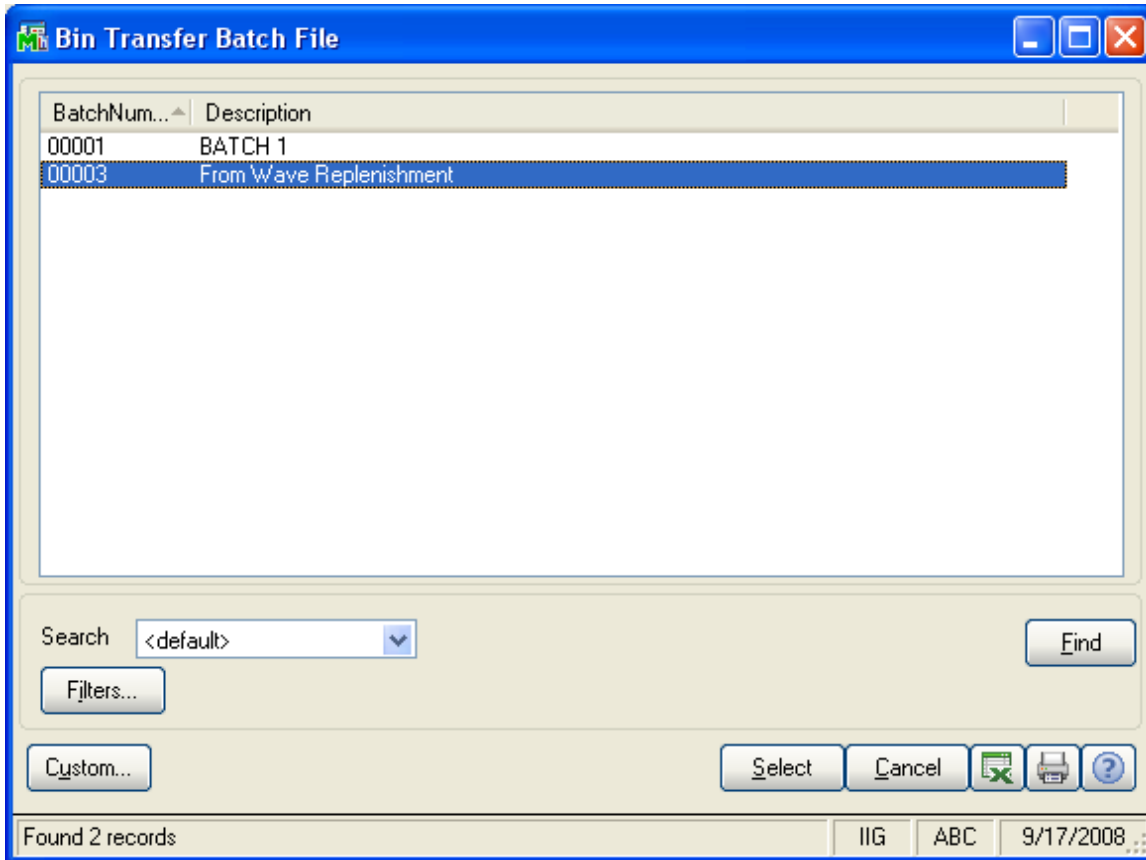 Bin Transfer Batch File
BatchNum... Description
00001 BATCH 1
00003 From Wave Replenishment
Search <default> Find
Filters...
Custom... Select Cancel
Found 2 records IIG ABC 9/17/2008